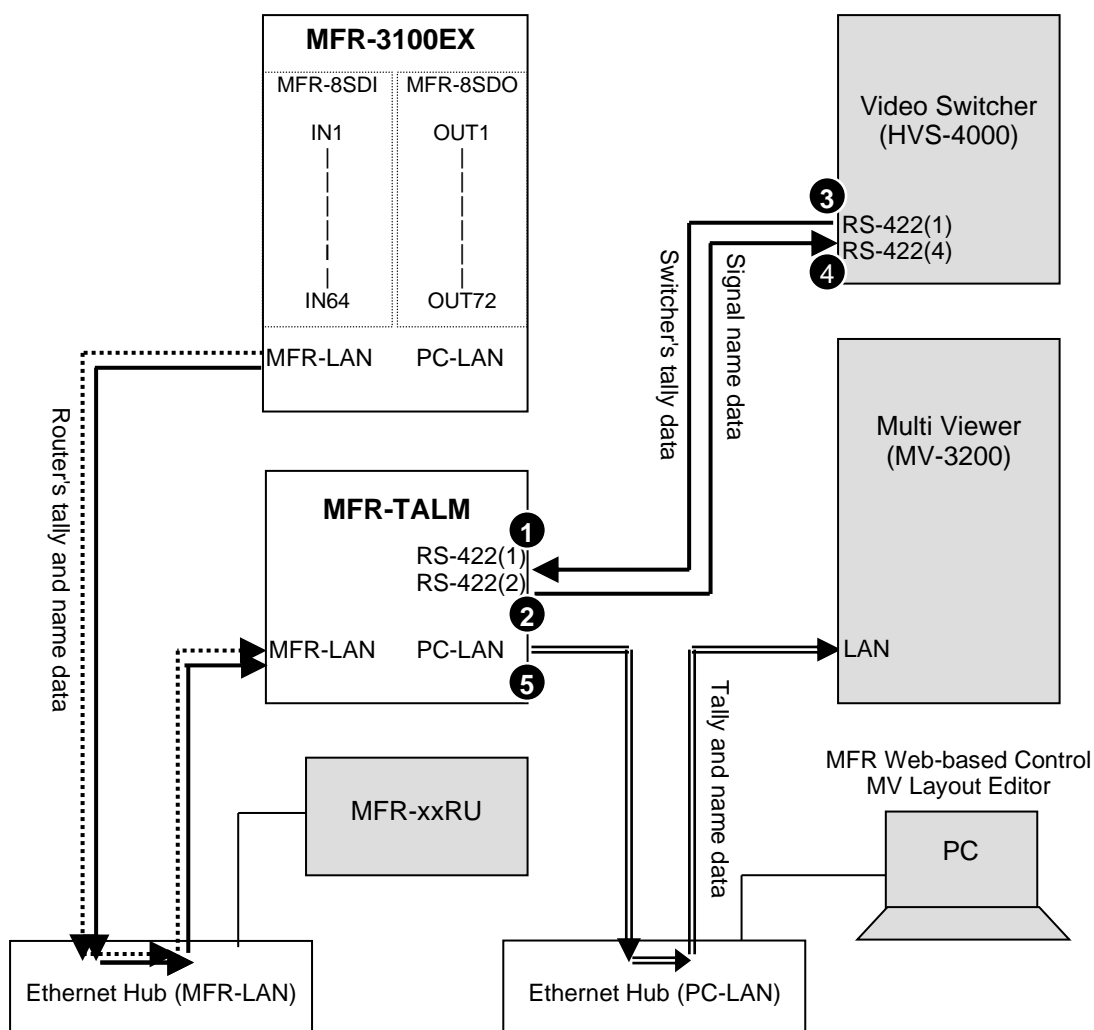 MFR-3100EX
MFR-8SDI
MFR-8SDO
IN1
OUT1
IN64
OUT72
MFR-LAN
PC-LAN
Video Switcher
(HVS-4000)
3
RS-422(1)
RS-422(4)
4
Switcher's tally data
Signal name data
Router's tally and name data
Multi Viewer
(MV-3200)
LAN
MFR-TALM
1
RS-422(1)
RS-422(2)
2
MFR-LAN
PC-LAN
5
Tally and name data
MFR-xxRU
MFR Web-based Control
MV Layout Editor
PC
Ethernet Hub (MFR-LAN)
Ethernet Hub (PC-LAN)